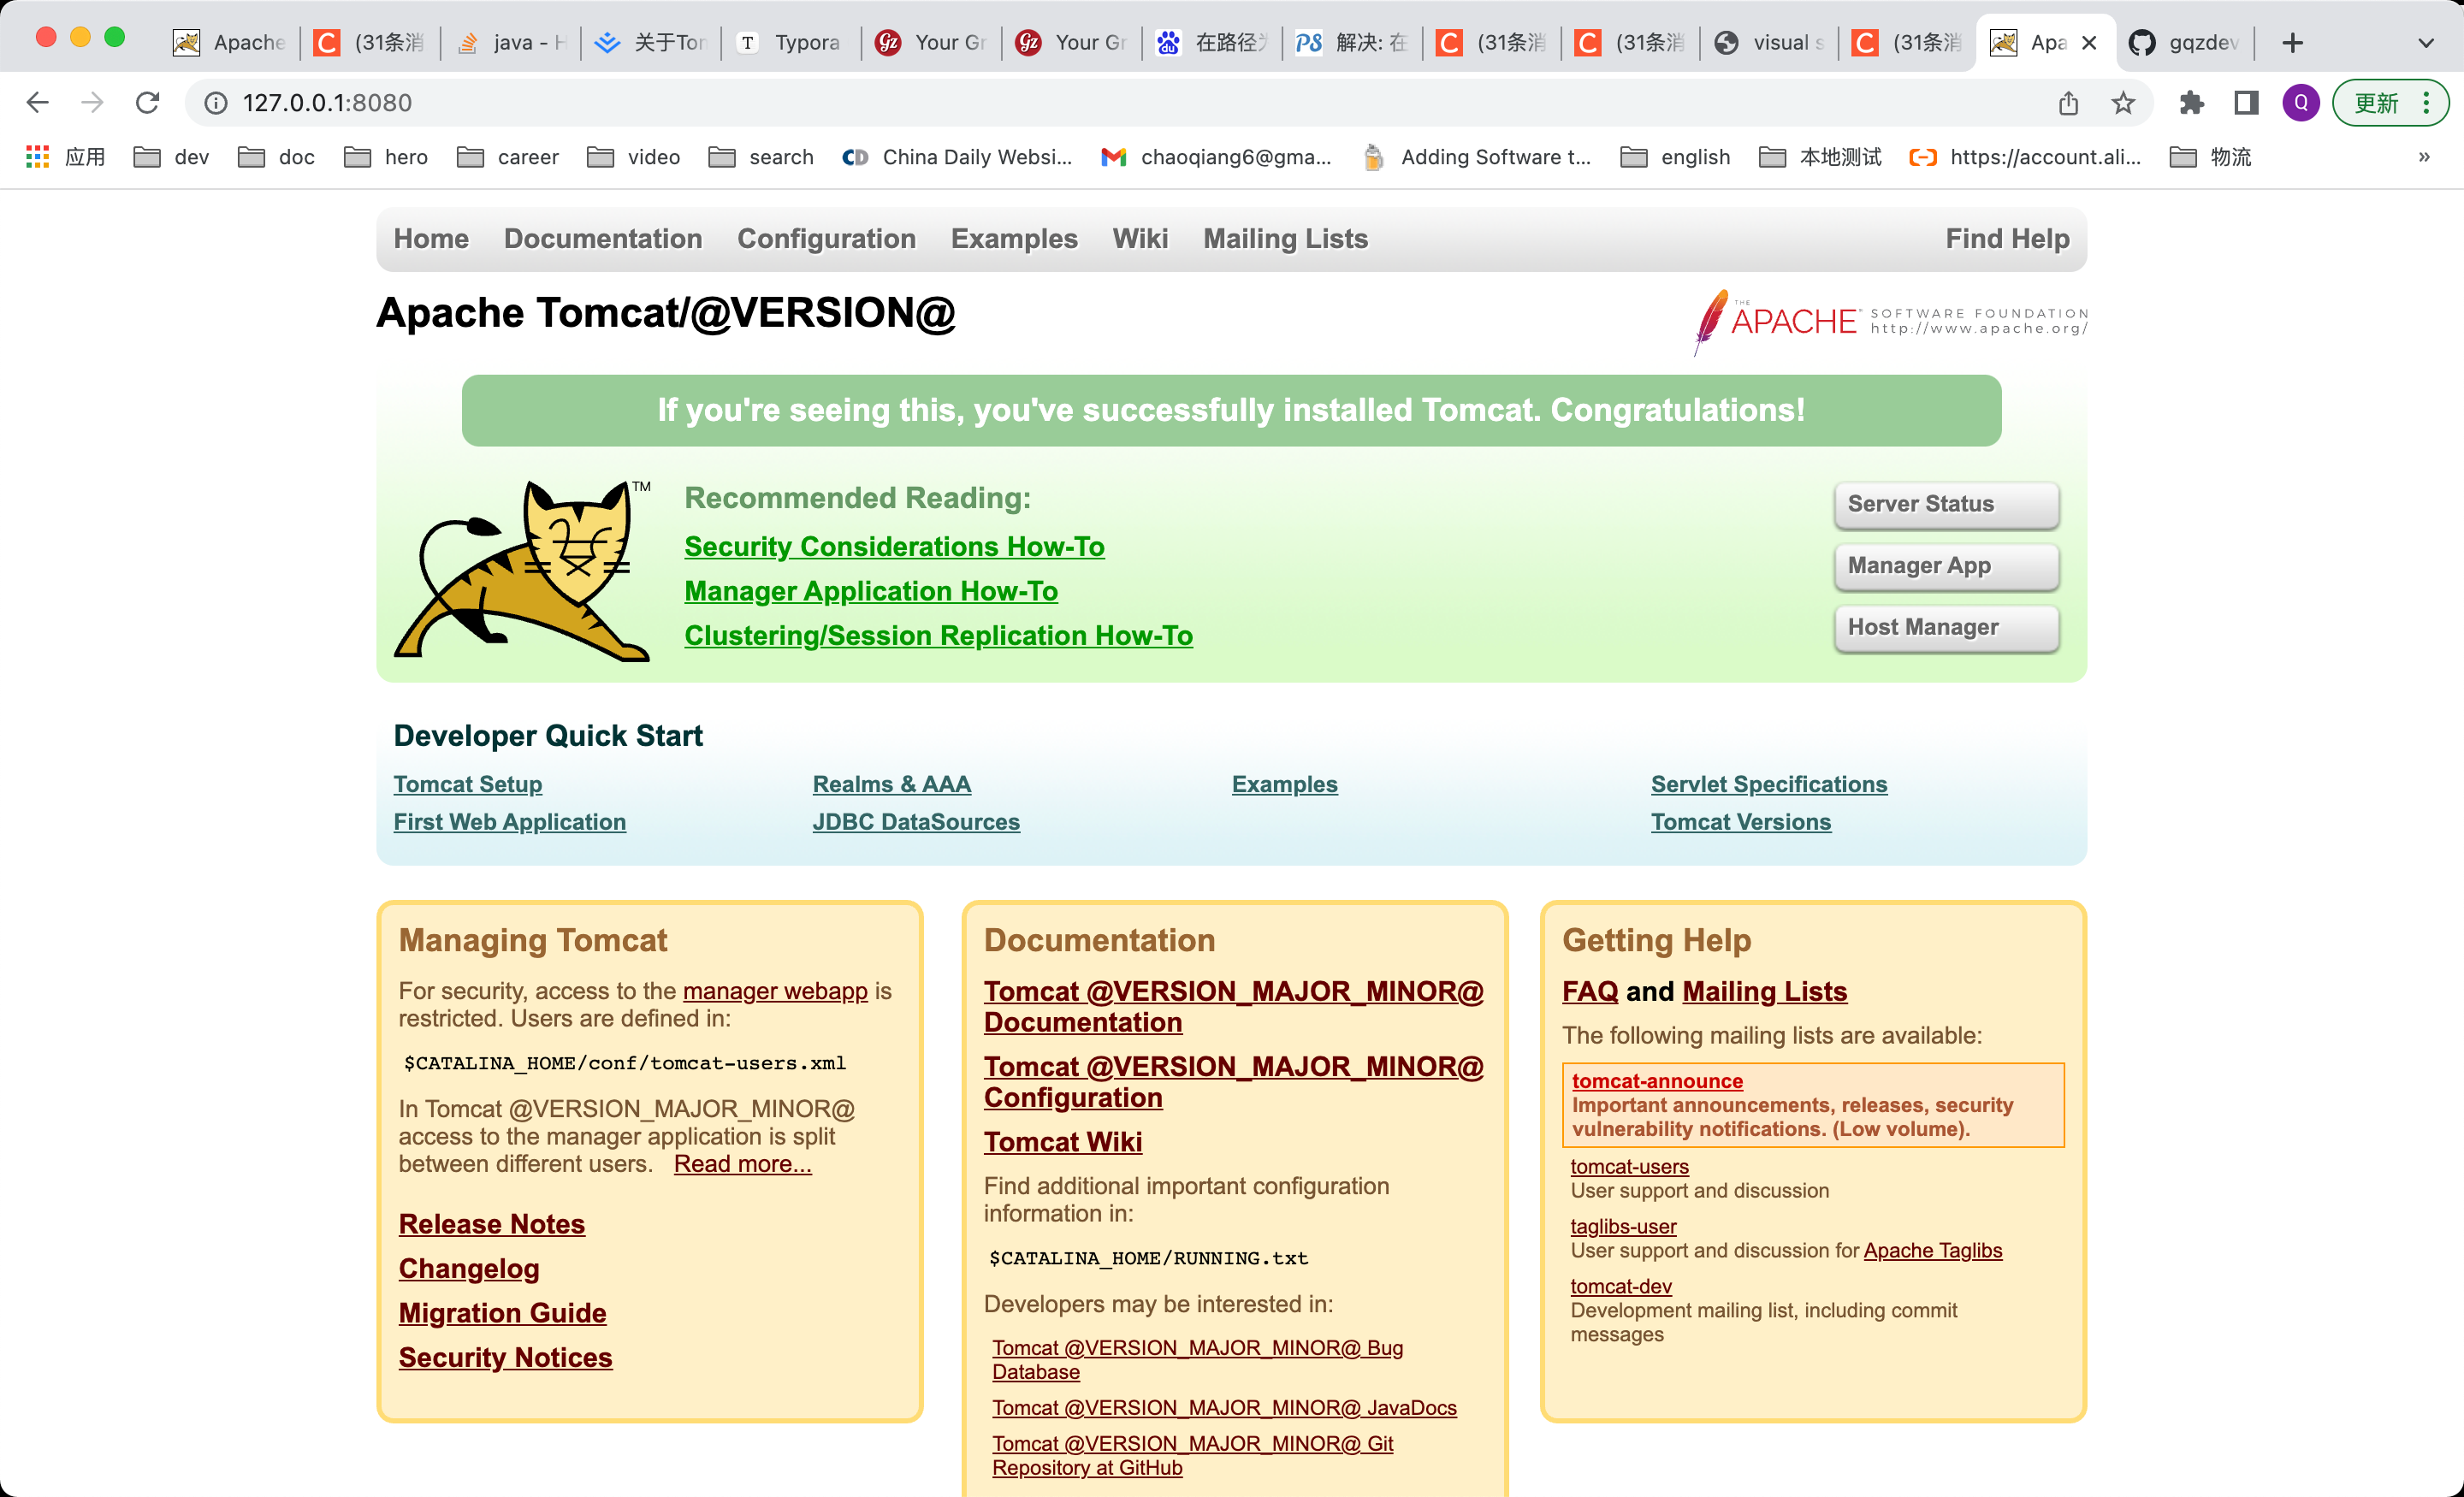 Apache
(31条消
java - H
关于Tom
Typora
Your Gr
Your Gr
在路径为
解决: 在
(31条消
(31条消
visual s
(31条消
Apa
gqzdev
127.0.0.1:8080
Q
更新
应用
dev
doc
hero
career
video
search
CD
China Daily Websi...
chaoqiang6@gma...
Adding Software t...
english
本地测试
https://account.ali...
物流
»
Home Documentation Configuration Examples Wiki Mailing Lists Find Help
Apache Tomcat/@VERSION@
THE
APACHE
SOFTWARE FOUNDATION
http://www.apache.org/
If you're seeing this, you've successfully installed Tomcat. Congratulations!
TM
Recommended Reading:
Security Considerations How-To
Manager Application How-To
Clustering/Session Replication How-To
Server Status
Manager App
Host Manager
Developer Quick Start
Tomcat Setup
First Web Application
Realms & AAA
JDBC DataSources
Examples
Servlet Specifications
Tomcat Versions
Managing Tomcat
For security, access to the manager webapp is
restricted. Users are defined in:
$CATALINA_HOME/conf/tomcat-users.xml
In Tomcat @VERSION_MAJOR_MINOR@
access to the manager application is split
between different users. Read more...
Release Notes
Changelog
Migration Guide
Security Notices
Documentation
Tomcat @VERSION_MAJOR_MINOR@
Documentation
Tomcat @VERSION_MAJOR_MINOR@
Configuration
Tomcat Wiki
Find additional important configuration
information in:
$CATALINA_HOME/RUNNING.txt
Developers may be interested in:
Tomcat @VERSION_MAJOR_MINOR@ Bug
Database
Tomcat @VERSION_MAJOR_MINOR@ JavaDocs
Tomcat @VERSION_MAJOR_MINOR@ Git
Repository at GitHub
Getting Help
FAQ and Mailing Lists
The following mailing lists are available:
tomcat-announce
Important announcements, releases, security
vulnerability notifications. (Low volume).
tomcat-users
User support and discussion
taglibs-user
User support and discussion for Apache Taglibs
tomcat-dev
Development mailing list, including commit
messages